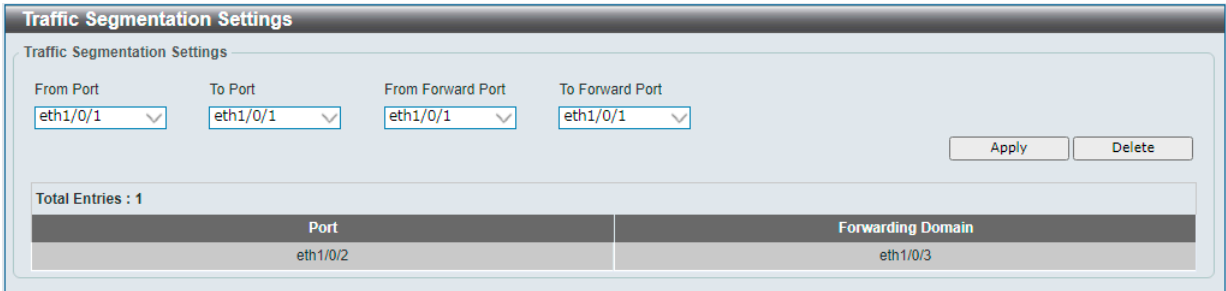 Traffic Segmentation Settings
Traffic Segmentation Settings
From Port To Port From Forward Port To Forward Port
eth1/0/1 eth1/0/1 eth1/0/1 eth1/0/1
Apply Delete
Total Entries : 1
Port Forwarding Domain
eth1/0/2 eth1/0/3